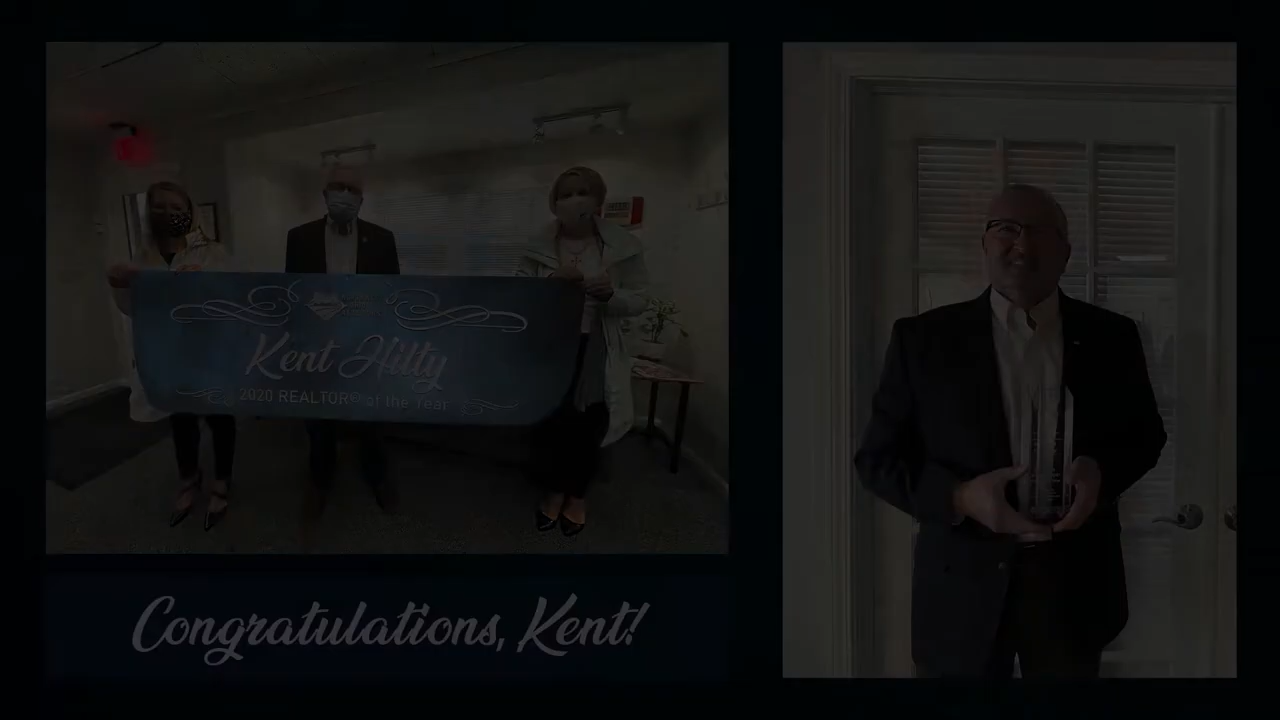 Kent Hilty
2020 REALTOR® of the Year
Congratulations, Kent!